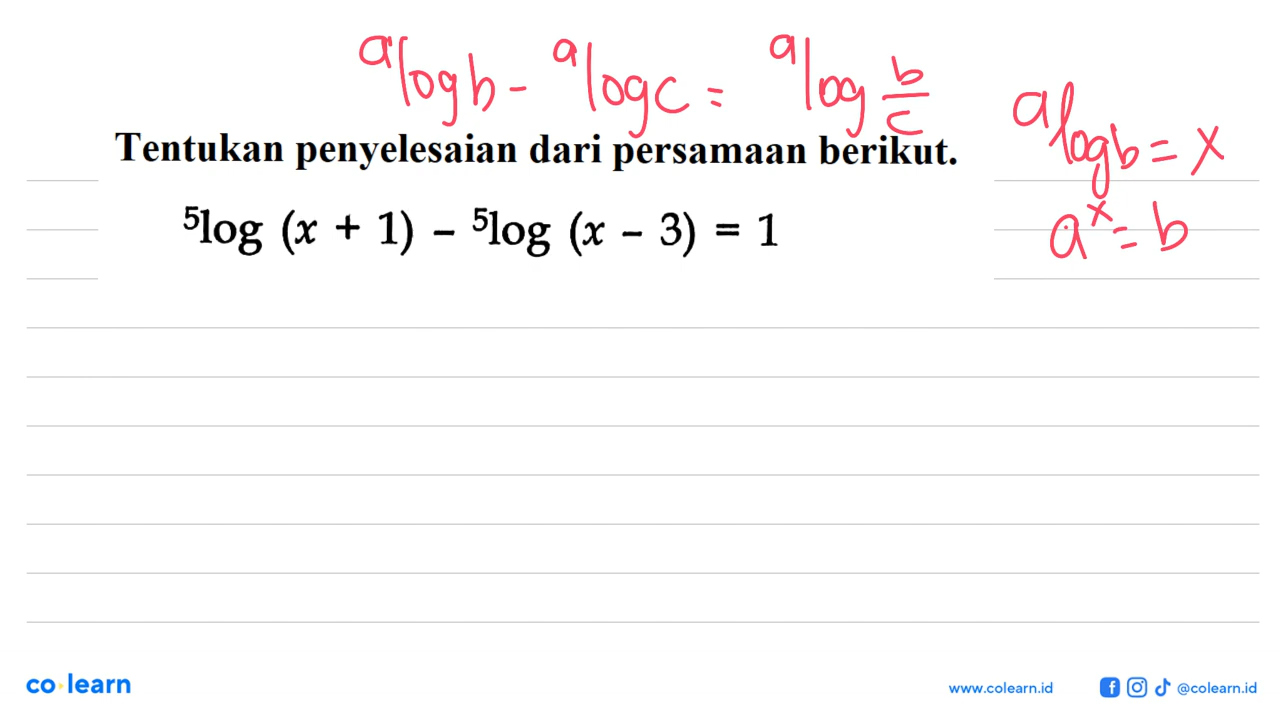 ᵃlog b - ᵃlog c = ᵃlog b/c
ᵃlog b = x
aˣ = b
Tentukan penyelesaian dari persamaan berikut.
⁵log (x + 1) – ⁵log (x – 3) = 1
co learn
www.colearn.id
@colearn.id